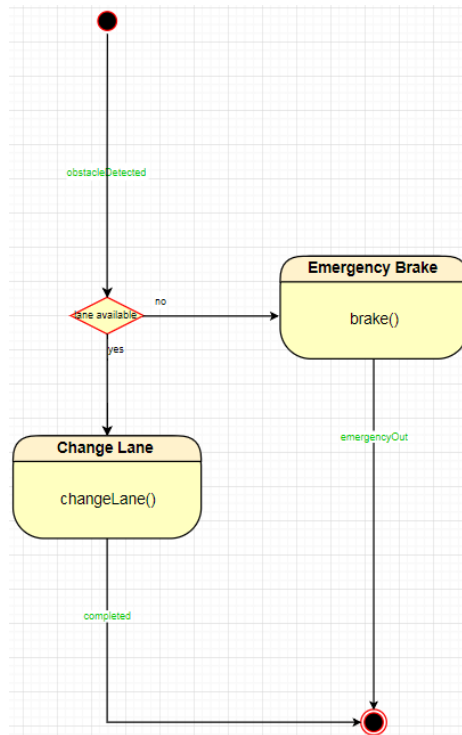 obstacleDetected
lane available
no
yes
Emergency Brake
brake()
emergencyOut
Change Lane
changeLane()
completed